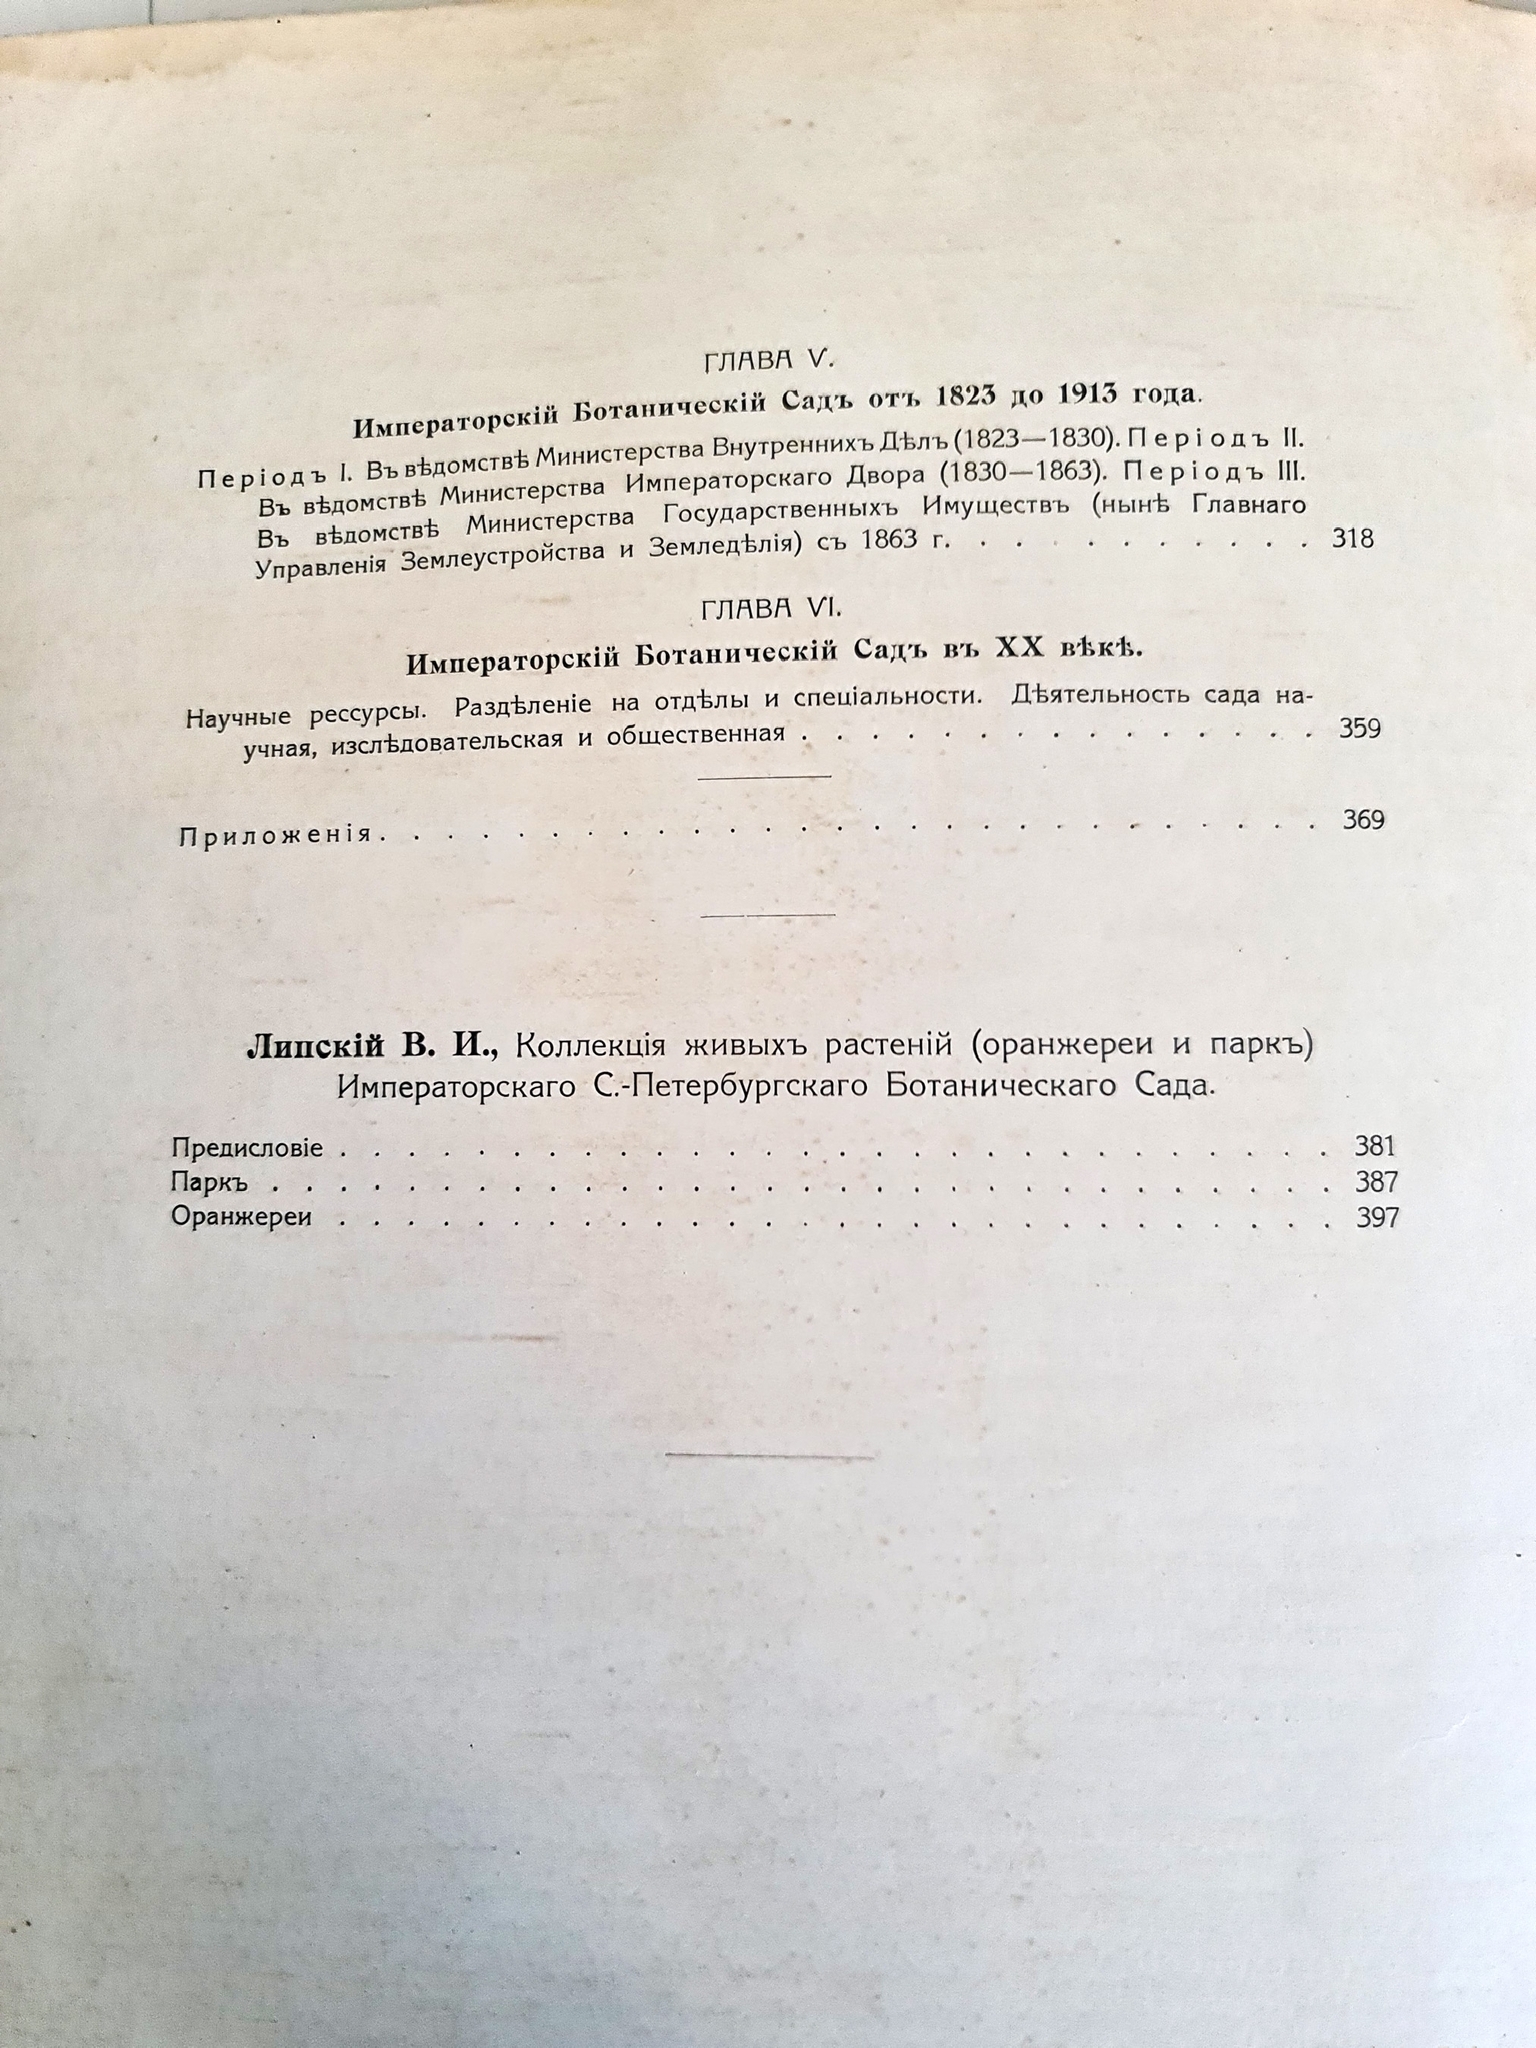 ГЛАВА V.
Императорскій Ботаническій Садъ отъ 1823 до 1913 года.
Періодъ I. Въ вѣдомствѣ Министерства Внутреннихъ Дѣлъ (1823—1830). Періодъ II.
Въ вѣдомствѣ Министерства Императорскаго Двора (1830—1863). Періодъ III.
Въ вѣдомствѣ Министерства Государственныхъ Имуществъ (нынѣ Главнаго
Управленія Землеустройства и Земледѣлія) съ 1863 г. . . . . . . . . . . 318
ГЛАВА VI.
Императорскій Ботаническій Садъ въ XX вѣкѣ.
Научные рессурсы. Раздѣленіе на отдѣлы и спеціальности. Дѣятельность сада на-
учная, изслѣдовательская и общественная . . . . . . . . . . . . . . . 359
Приложенія. . . . . . . . . . . . . . . . . . . . . . . . . . . 369
Липскій В. И., Коллекція живыхъ растеній (оранжереи и паркъ)
Императорскаго С.-Петербургскаго Ботаническаго Сада.
Предисловіе . . . . . . . . . . . . . . . . . . . . . . . . . . . . 381
Паркъ . . . . . . . . . . . . . . . . . . . . . . . . . . . . . . 387
Оранжереи . . . . . . . . . . . . . . . . . . . . . . . . . . . . 397